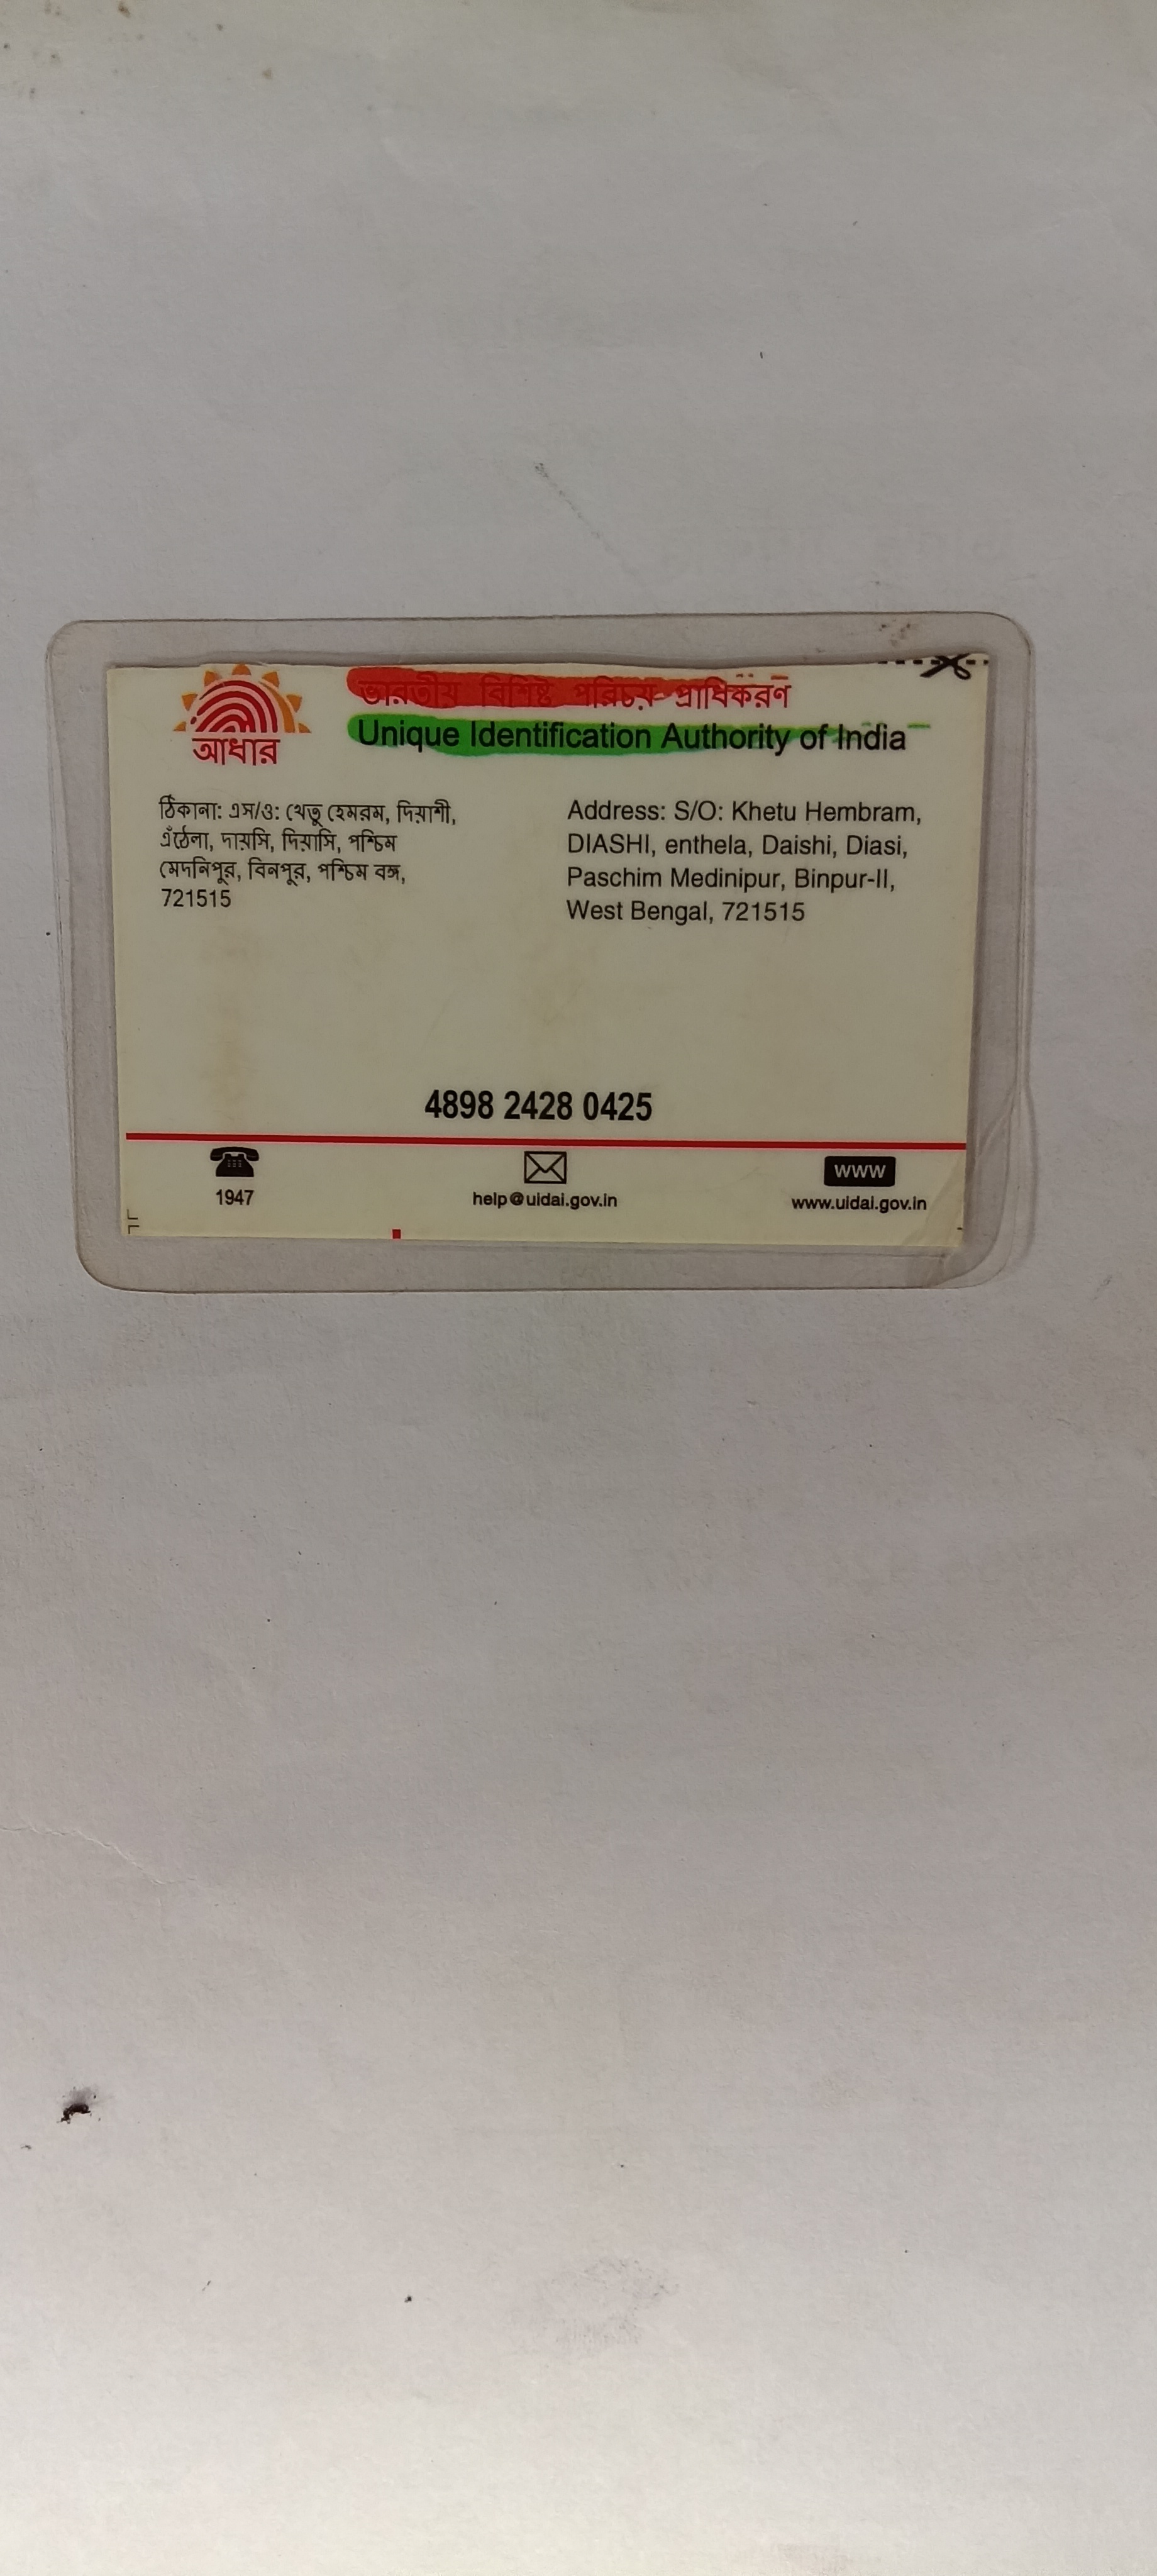 ভারতীয় বিশিষ্ট পরিচয় প্রাধিকরণ
Unique Identification Authority of India
আধার
ঠিকানা: এস/ও: খেতু হেমরম, দিয়াশী,
এঁঠেলা, দায়সি, দিয়াসি, পশ্চিম
মেদনিপুর, বিনপুর, পশ্চিম বঙ্গ,
721515
Address: S/O: Khetu Hembram,
DIASHI, enthela, Daishi, Diasi,
Paschim Medinipur, Binpur-II,
West Bengal, 721515
4898 2428 0425
1947
help@uidai.gov.in
www
www.uidai.gov.in